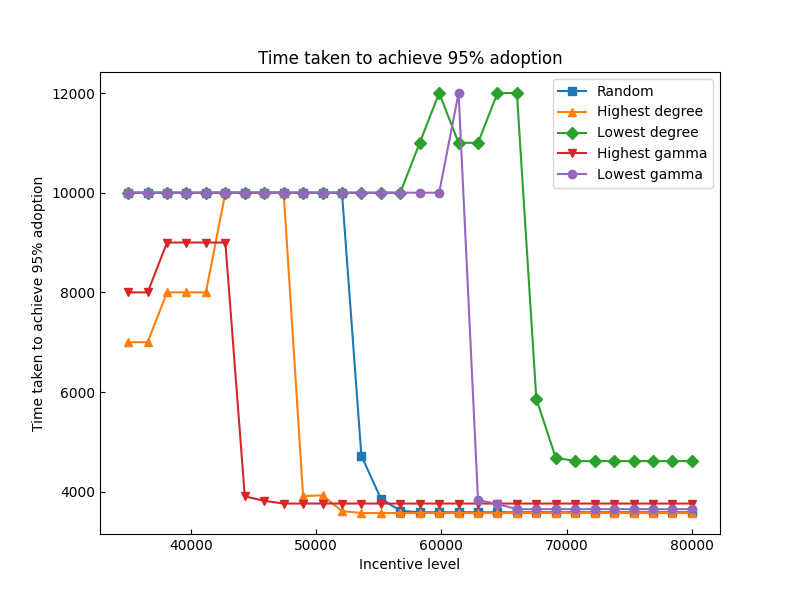 Time taken to achieve 95% adoption
Random
Highest degree
Lowest degree
Highest gamma
Lowest gamma
12000
10000
8000
6000
4000
Time taken to achieve 95% adoption
40000 50000 60000 70000 80000
Incentive level